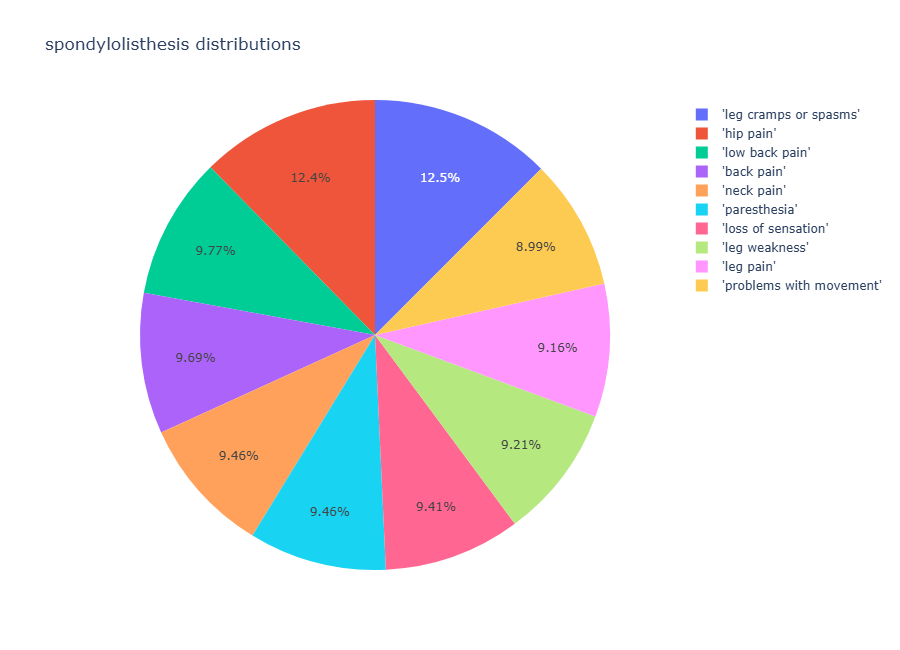 spondylolisthesis distributions
'leg cramps or spasms'
'hip pain'
'low back pain'
'back pain'
'neck pain'
'paresthesia'
'loss of sensation'
'leg weakness'
'leg pain'
'problems with movement'
12.4%
12.5%
9.77%
8.99%
9.69%
9.16%
9.46%
9.21%
9.46%
9.41%